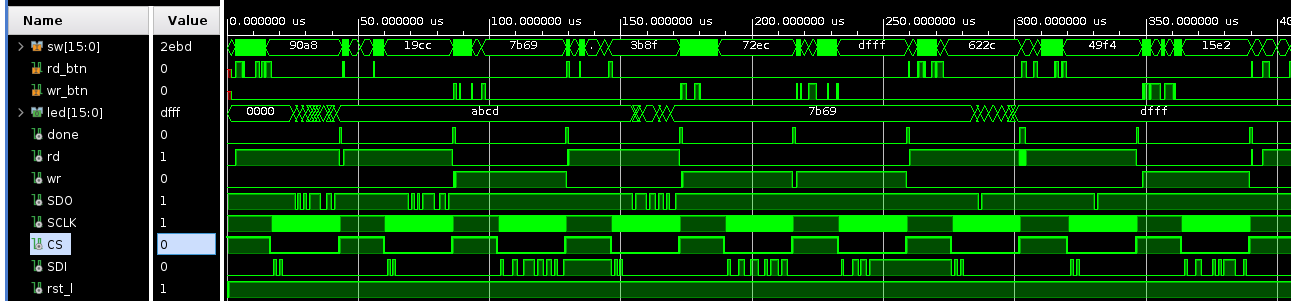 Name Value 0.000000 us 50.000000 us 100.000000 us 150.000000 us 200.000000 us 250.000000 us 300.000000 us 350.000000 us 40
sw[15:0] 2ebd 90a8 19cc 7b69 3b8f 72ec dfff 622c 49f4 15e2
rd_btn 0
wr_btn 0
led[15:0] dfff 0000 abcd 7b69 dfff
done 0
rd 1
wr 0
SDO 1
SCLK 1
CS 0
SDI 0
rst_l 1